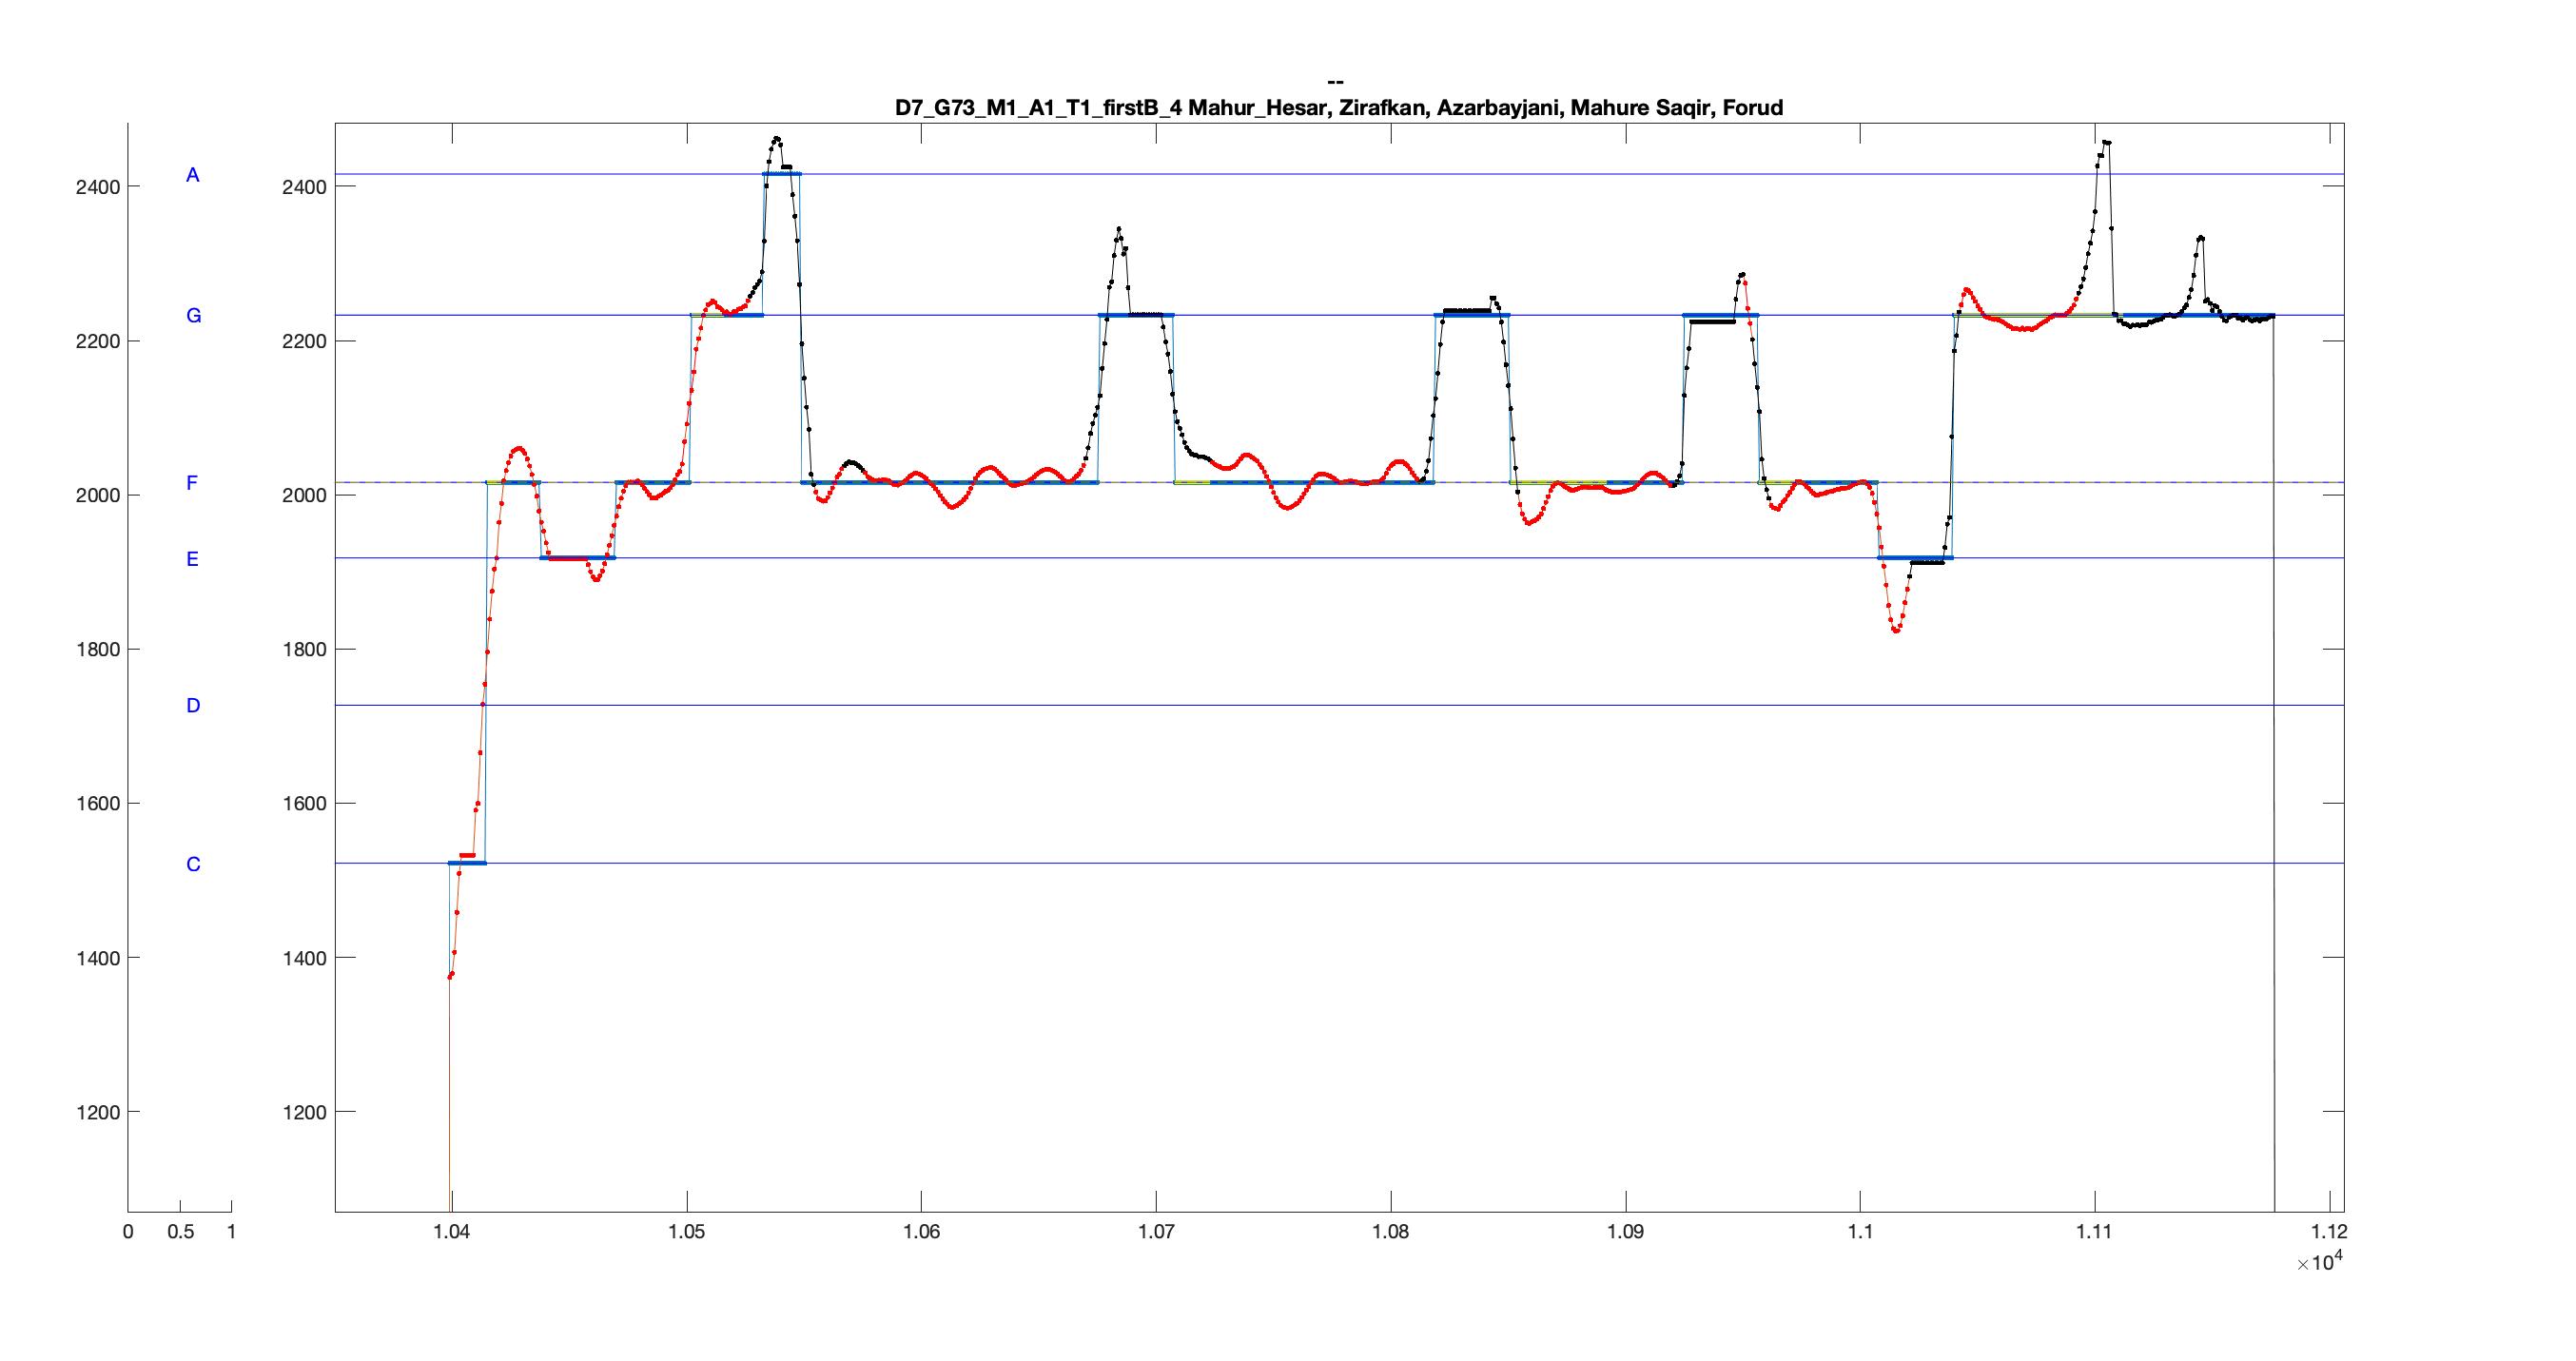 --
D7_G73_M1_A1_T1_firstB_4 Mahur_Hesar, Zirafkan, Azarbayjani, Mahure Saqir, Forud
2400 A 2400
G
2200 2200
2000 F 2000
E
1800 1800
D
1600 1600
C
1400 1400
1200 1200
0 0.5 1 1.04 1.05 1.06 1.07 1.08 1.09 1.1 1.11 1.12
×10⁴